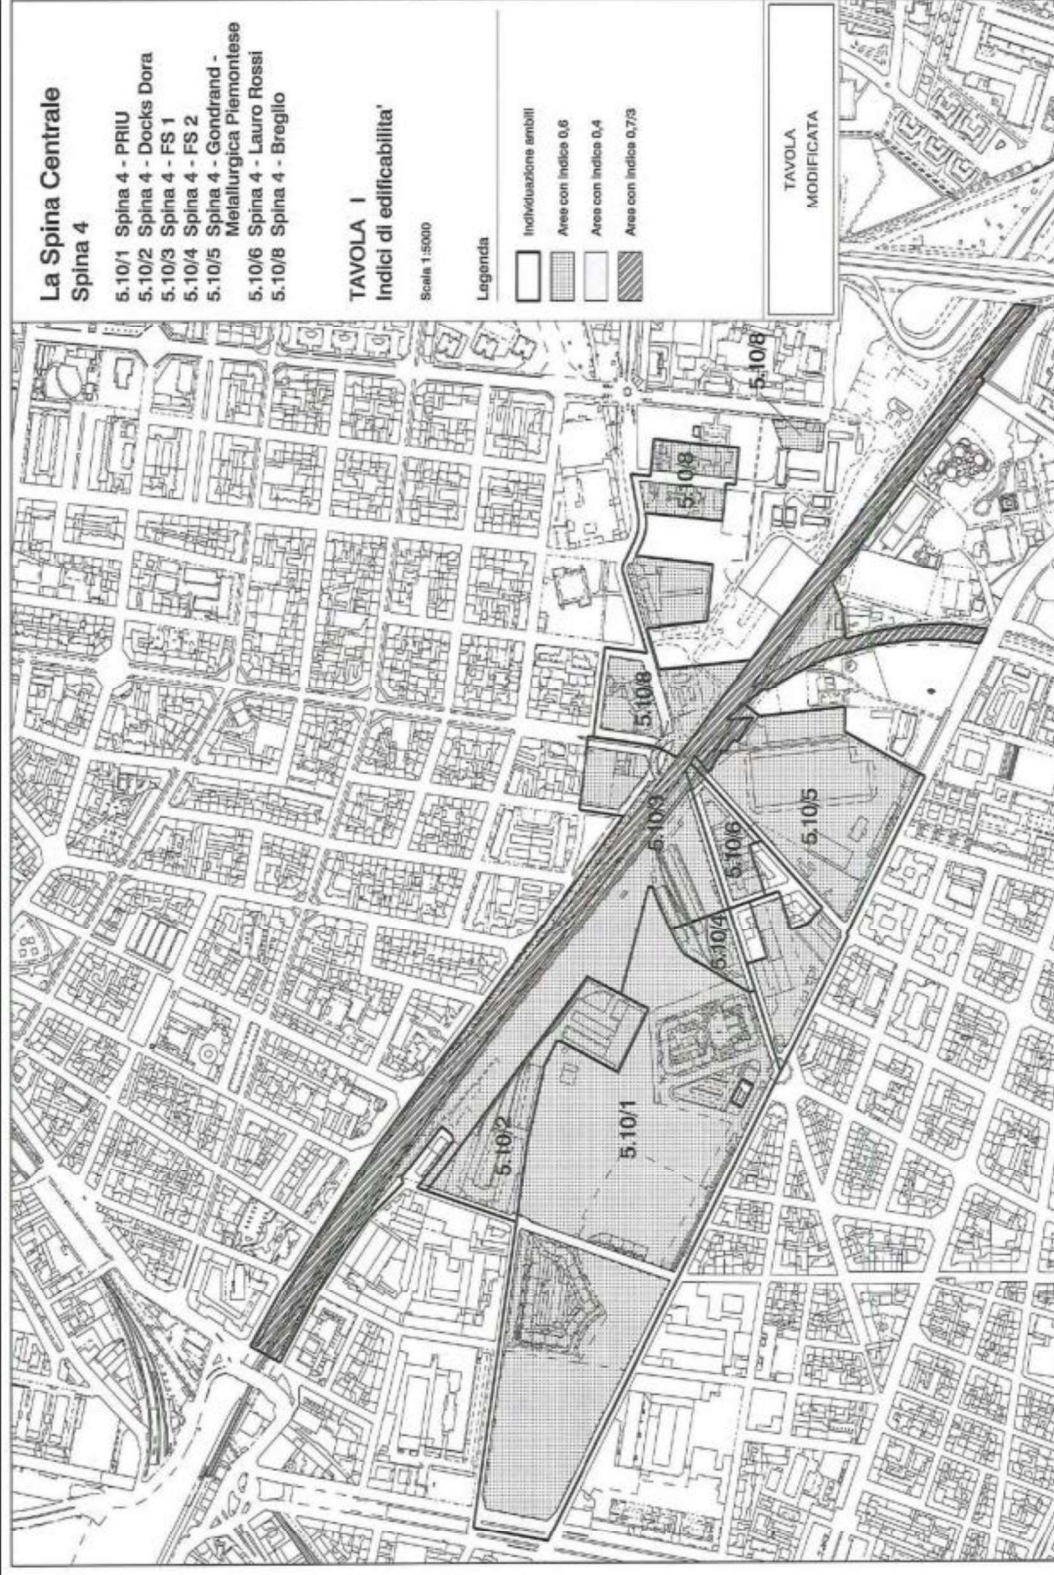 La Spina Centrale
Spina 4
5.10/1 Spina 4 - PRIU
5.10/2 Spina 4 - Docks Dora
5.10/3 Spina 4 - FS 1
5.10/4 Spina 4 - FS 2
5.10/5 Spina 4 - Gondrand -
Metallurgica Piemontese
5.10/6 Spina 4 - Lauro Rossi
5.10/8 Spina 4 - Breglio
TAVOLA I
Indici di edificabilita'
Scala 1:5000
Legenda
Individuazione ambiti
Aree con indice 0,6
Aree con indice 0,4
Aree con indice 0,7/3
TAVOLA
MODIFICATA
5.10/8
5.10/8
5.10/8
5.10/3
5.10/6
5.10/5
5.10/4
5.10/2
5.10/1